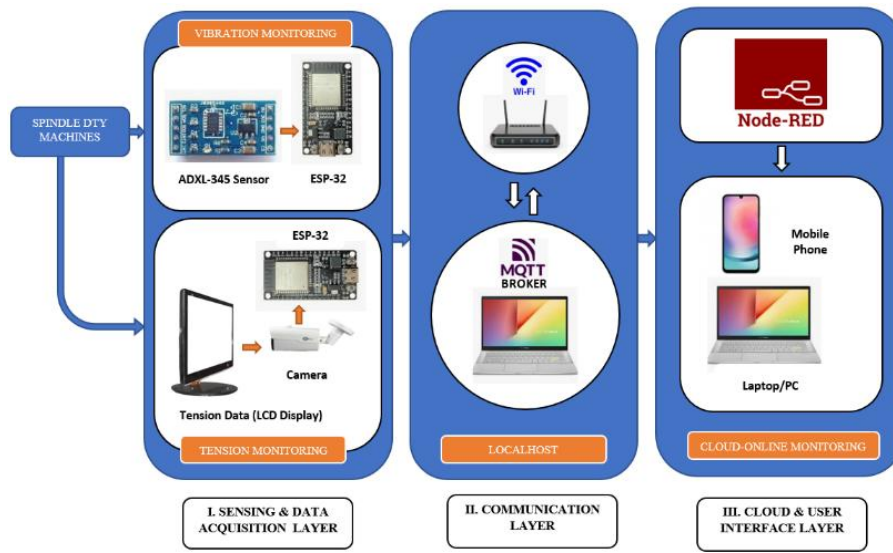 SPINDLE DTY
MACHINES
VIBRATION MONITORING
ADXL-345 Sensor
ESP-32
ESP-32
Camera
Tension Data (LCD Display)
TENSION MONITORING
I. SENSING & DATA
ACQUISITION LAYER
Wi-Fi
MQTT
BROKER
LOCALHOST
II. COMMUNICATION
LAYER
Node-RED
Mobile
Phone
Laptop/PC
CLOUD-ONLINE MONITORING
III. CLOUD & USER
INTERFACE LAYER